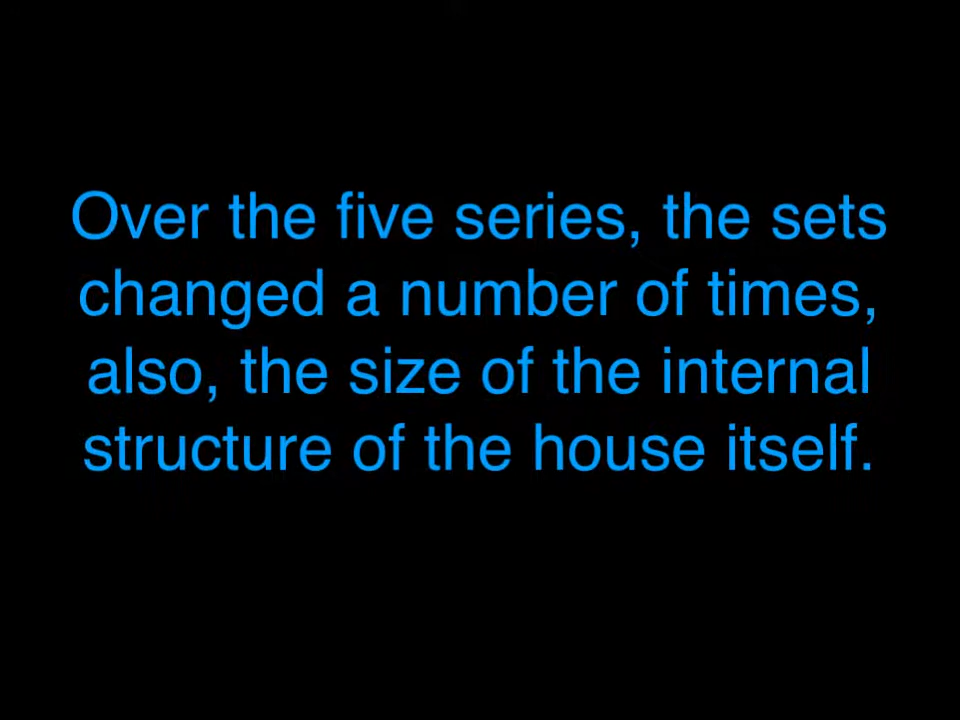 Over the five series, the sets
changed a number of times,
also, the size of the internal
structure of the house itself.